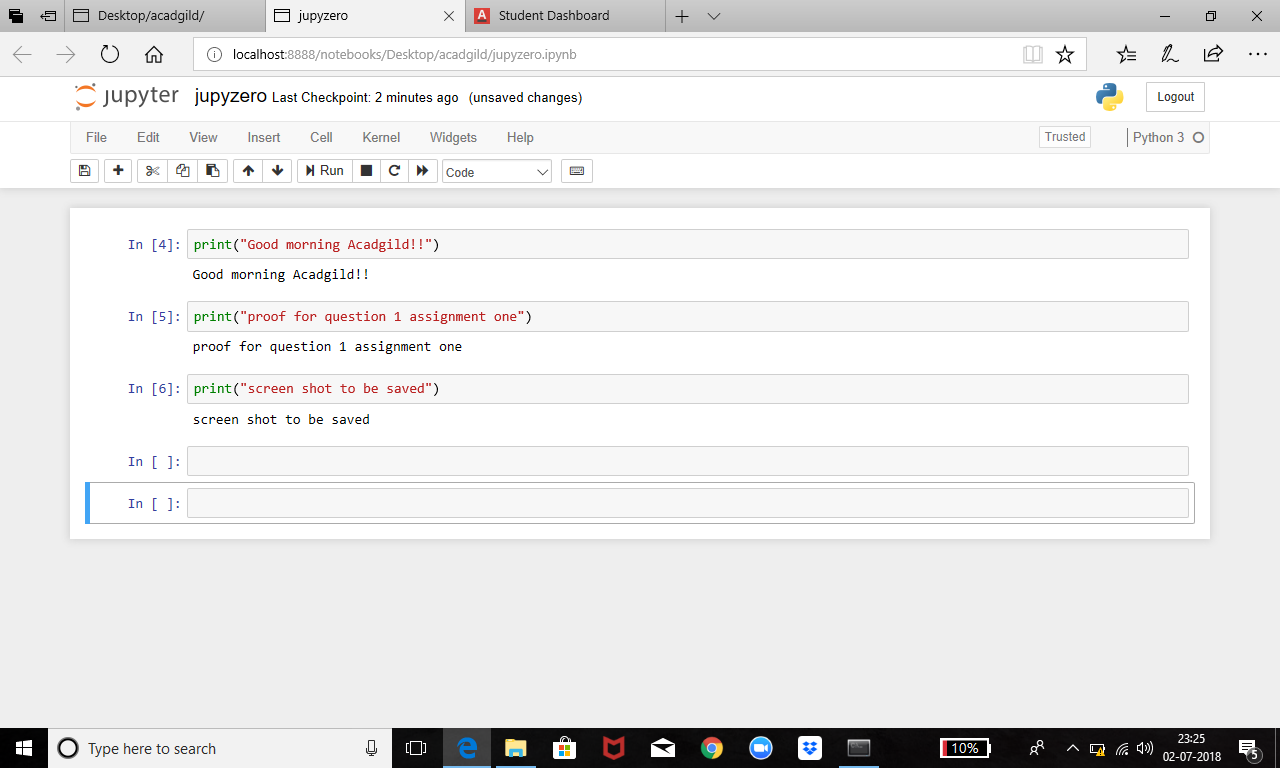 Desktop/acadgild/ jupyzero Student Dashboard
localhost:8888/notebooks/Desktop/acadgild/jupyzero.ipynb
jupyter jupyzero Last Checkpoint: 2 minutes ago (unsaved changes) Logout
File Edit View Insert Cell Kernel Widgets Help Trusted Python 3
Run Code
In [4]: print("Good morning Acadgild!!")
Good morning Acadgild!!
In [5]: print("proof for question 1 assignment one")
proof for question 1 assignment one
In [6]: print("screen shot to be saved")
screen shot to be saved
In [ ]:
In [ ]:
Type here to search 10% 23:25
02-07-2018 5